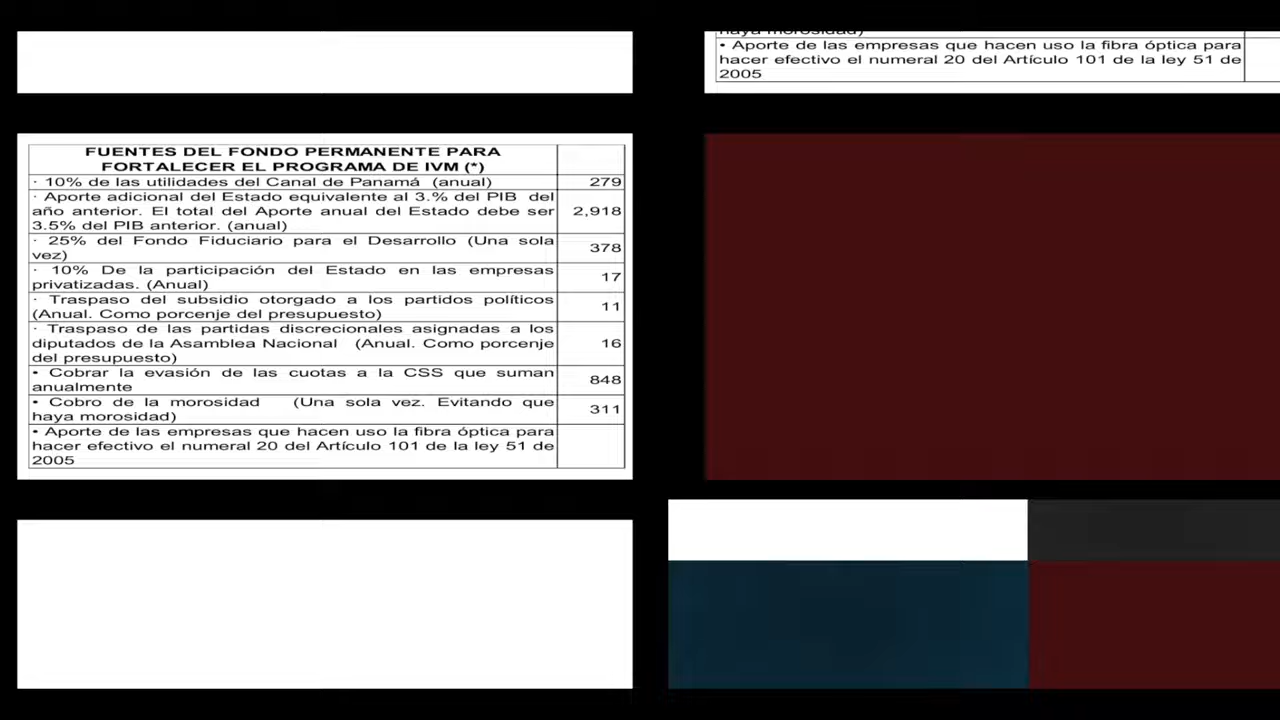 haya morosidad)
• Aporte de las empresas que hacen uso la fibra óptica para
hacer efectivo el numeral 20 del Artículo 101 de la ley 51 de
2005
FUENTES DEL FONDO PERMANENTE PARA
FORTALECER EL PROGRAMA DE IVM (*)
· 10% de las utilidades del Canal de Panamá (anual) 279
· Aporte adicional del Estado equivalente al 3.% del PIB del
año anterior. El total del Aporte anual del Estado debe ser 2,918
3.5% del PIB anterior. (anual)
· 25% del Fondo Fiduciario para el Desarrollo (Una sola
vez) 378
· 10% De la participación del Estado en las empresas
privatizadas. (Anual) 17
· Traspaso del subsidio otorgado a los partidos políticos
(Anual. Como porcenje del presupuesto) 11
· Traspaso de las partidas discrecionales asignadas a los
diputados de la Asamblea Nacional (Anual. Como porcenje 16
del presupuesto)
• Cobrar la evasión de las cuotas a la CSS que suman
anualmente 848
• Cobro de la morosidad (Una sola vez. Evitando que
haya morosidad) 311
• Aporte de las empresas que hacen uso la fibra óptica para
hacer efectivo el numeral 20 del Artículo 101 de la ley 51 de
2005